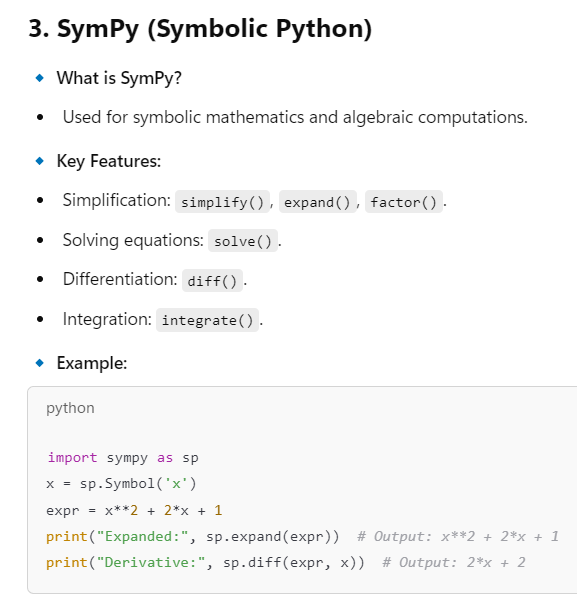 3. SymPy (Symbolic Python)
🔹 What is SymPy?
• Used for symbolic mathematics and algebraic computations.
🔹 Key Features:
• Simplification: simplify(), expand(), factor().
• Solving equations: solve().
• Differentiation: diff().
• Integration: integrate().
🔹 Example:
python
import sympy as sp
x = sp.Symbol('x')
expr = x**2 + 2*x + 1
print("Expanded:", sp.expand(expr))  # Output: x**2 + 2*x + 1
print("Derivative:", sp.diff(expr, x))  # Output: 2*x + 2